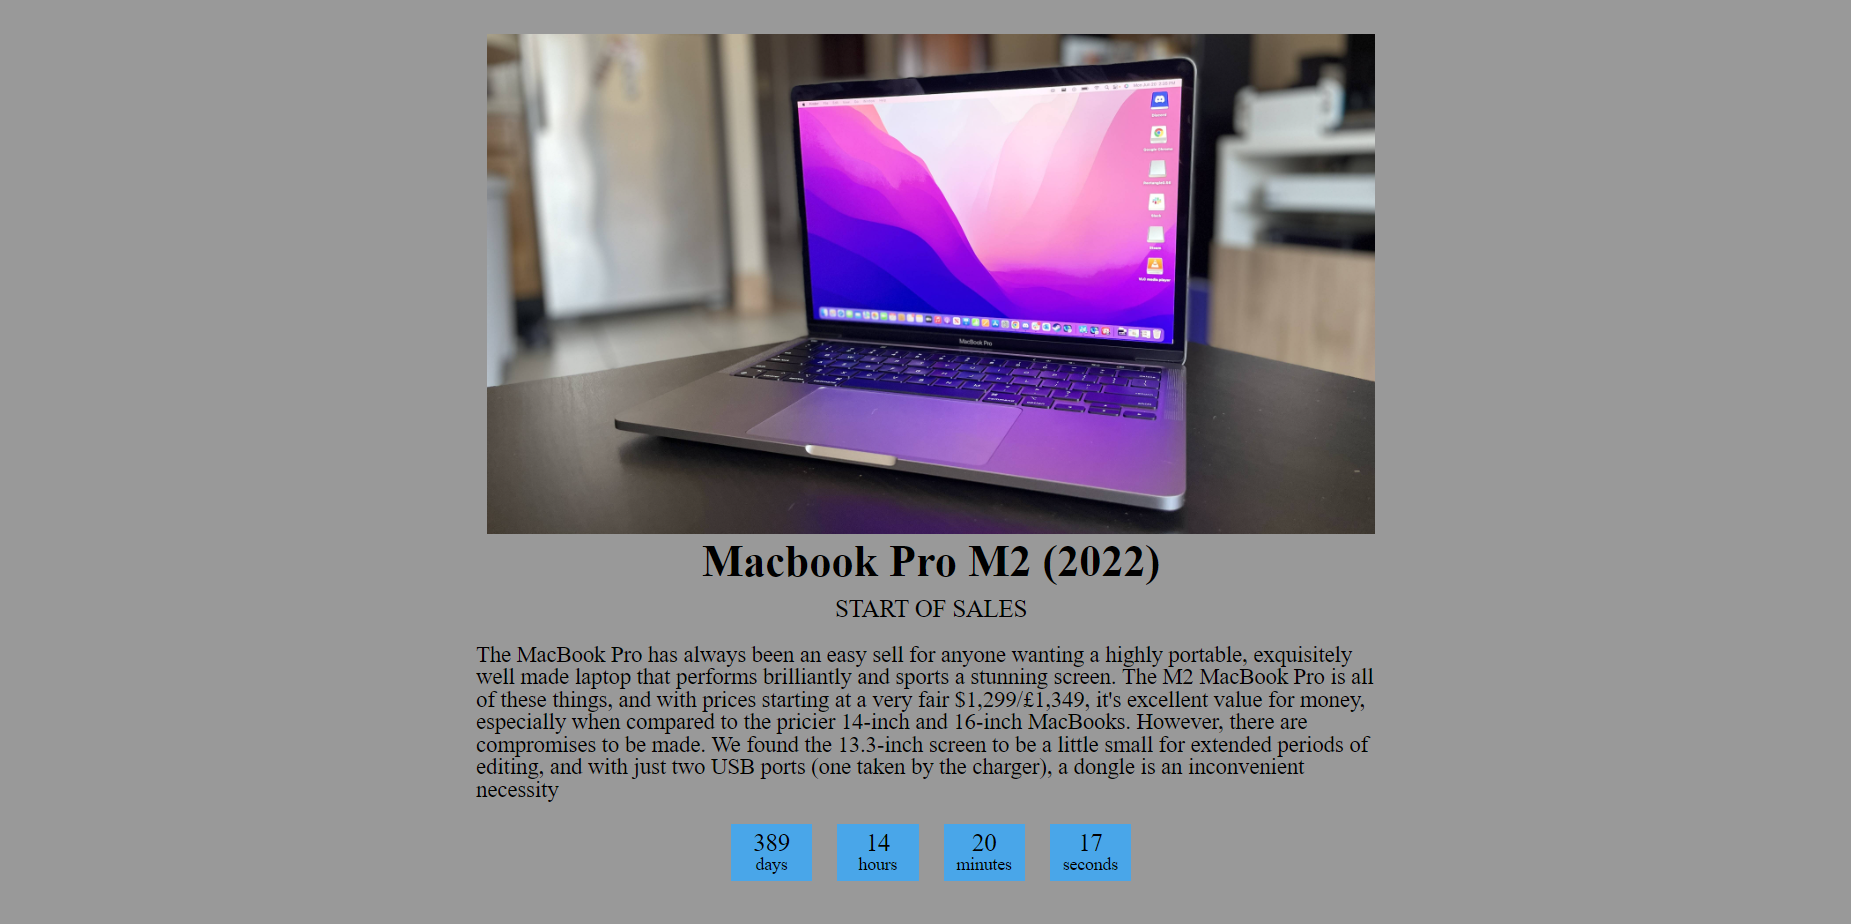 MacBook Pro
Macbook Pro M2 (2022)
START OF SALES
The MacBook Pro has always been an easy sell for anyone wanting a highly portable, exquisitely
well made laptop that performs brilliantly and sports a stunning screen. The M2 MacBook Pro is all
of these things, and with prices starting at a very fair $1,299/£1,349, it's excellent value for money,
especially when compared to the pricier 14-inch and 16-inch MacBooks. However, there are
compromises to be made. We found the 13.3-inch screen to be a little small for extended periods of
editing, and with just two USB ports (one taken by the charger), a dongle is an inconvenient
necessity
389 14 20 17
days hours minutes seconds